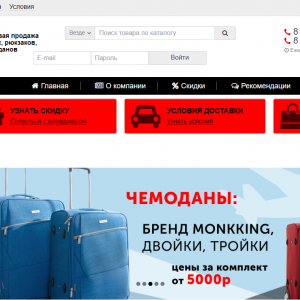 Условия
Везде
Поиск товара по каталогу
вая продажа
, рюкзаков,
данов
E-mail
Пароль
Войти
8
8
Главная
О компании
Скидки
Рекомендации
УЗНАТЬ СКИДКУ
Связаться с менеджером
УСЛОВИЯ ДОСТАВКИ
Узнать условия
ЧЕМОДАНЫ:
БРЕНД MONKKING,
ДВОЙКИ, ТРОЙКИ
цены за комплект
от 5000р